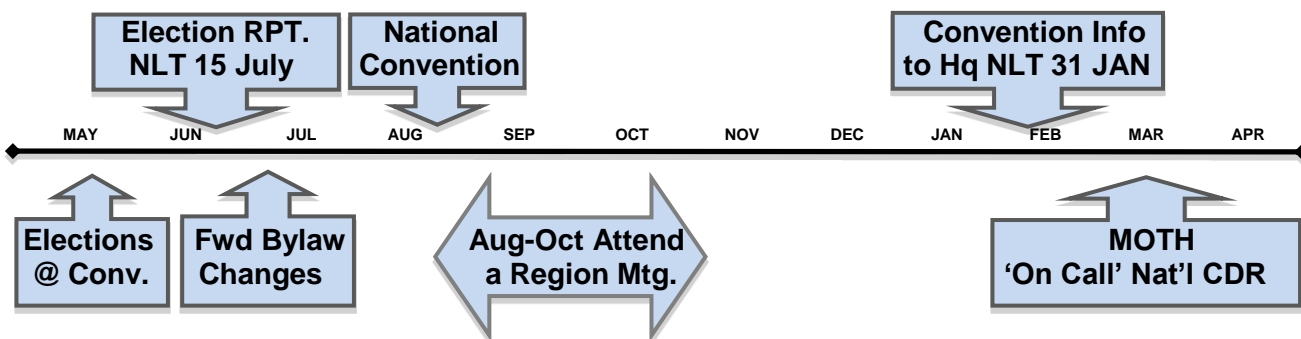 Election RPT.
NLT 15 July
National
Convention
Convention Info
to Hq NLT 31 JAN
MAY JUN JUL AUG SEP OCT NOV DEC JAN FEB MAR APR
Elections
@ Conv.
Fwd Bylaw
Changes
Aug-Oct Attend
a Region Mtg.
MOTH
‘On Call’ Nat’l CDR